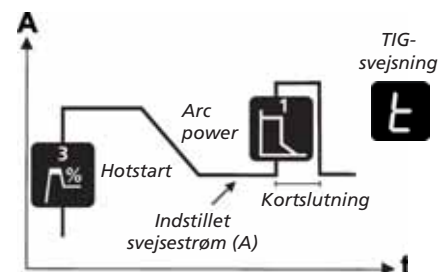 A
TIG-
svejsning
t
Arc
power
1
3
%
Hotstart
Kortslutning
Indstillet
svejsestrøm (A)
t